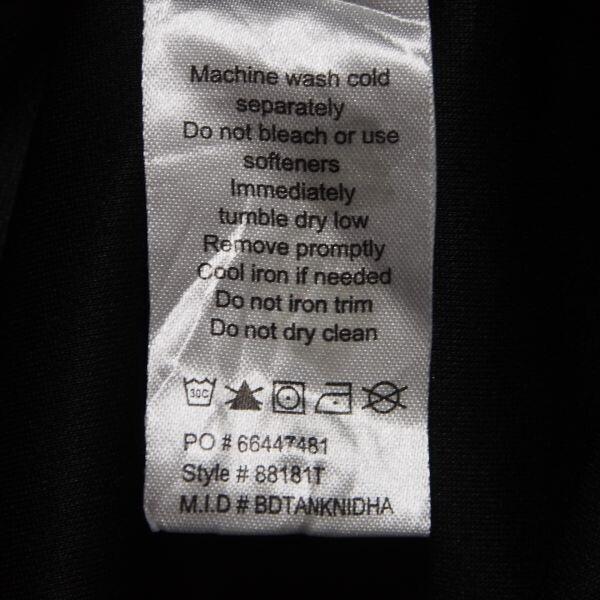 Machine wash cold
separately
Do not bleach or use
softeners
Immediately
tumble dry low
Remove promptly
Cool iron if needed
Do not iron trim
Do not dry clean
30C
PO # 66447481
Style # 88181T
M.I.D # BDTANKNIDHA